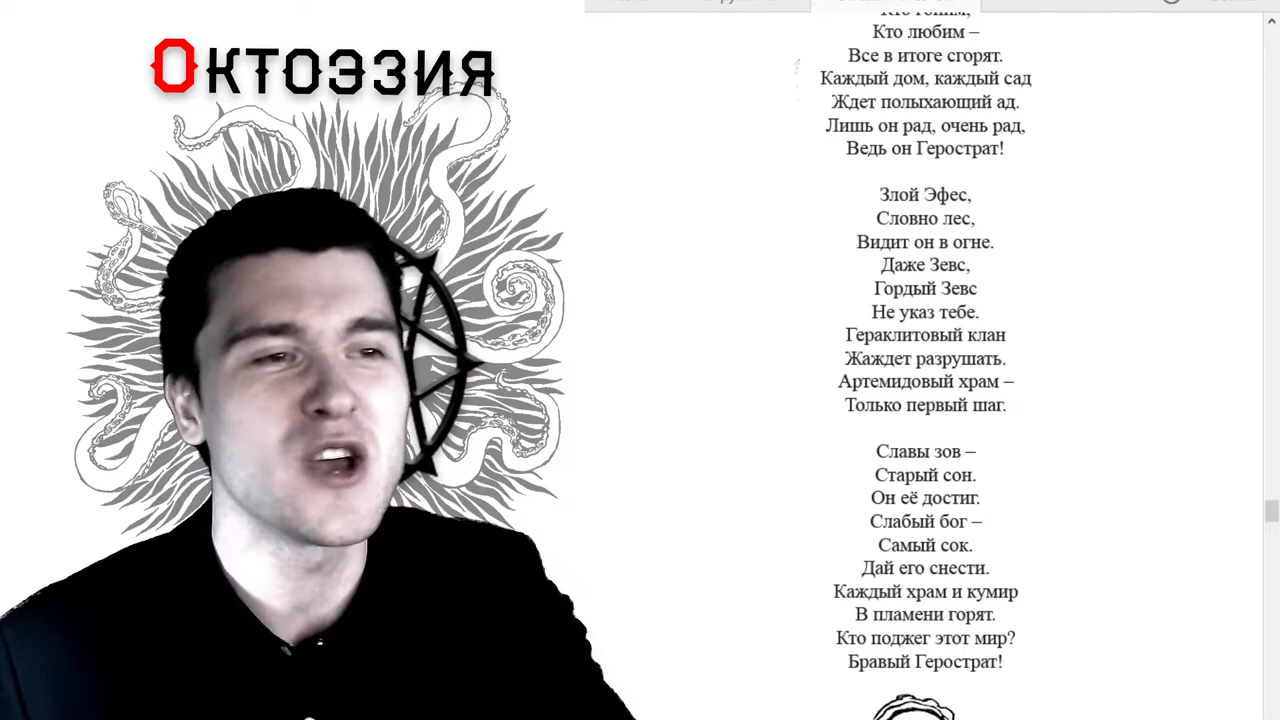 Октоэзия
Кто гоним,
Кто любим –
Все в итоге сгорят.
Каждый дом, каждый сад
Ждет полыхающий ад.
Лишь он рад, очень рад,
Ведь он Герострат!
Злой Эфес,
Словно лес,
Видит он в огне.
Даже Зевс,
Гордый Зевс
Не указ тебе.
Гераклитовый клан
Жаждет разрушать.
Артемидовый храм –
Только первый шаг.
Славы зов –
Старый сон.
Он её достиг.
Слабый бог –
Самый сок.
Дай его снести.
Каждый храм и кумир
В пламени горят.
Кто поджег этот мир?
Бравый Герострат!